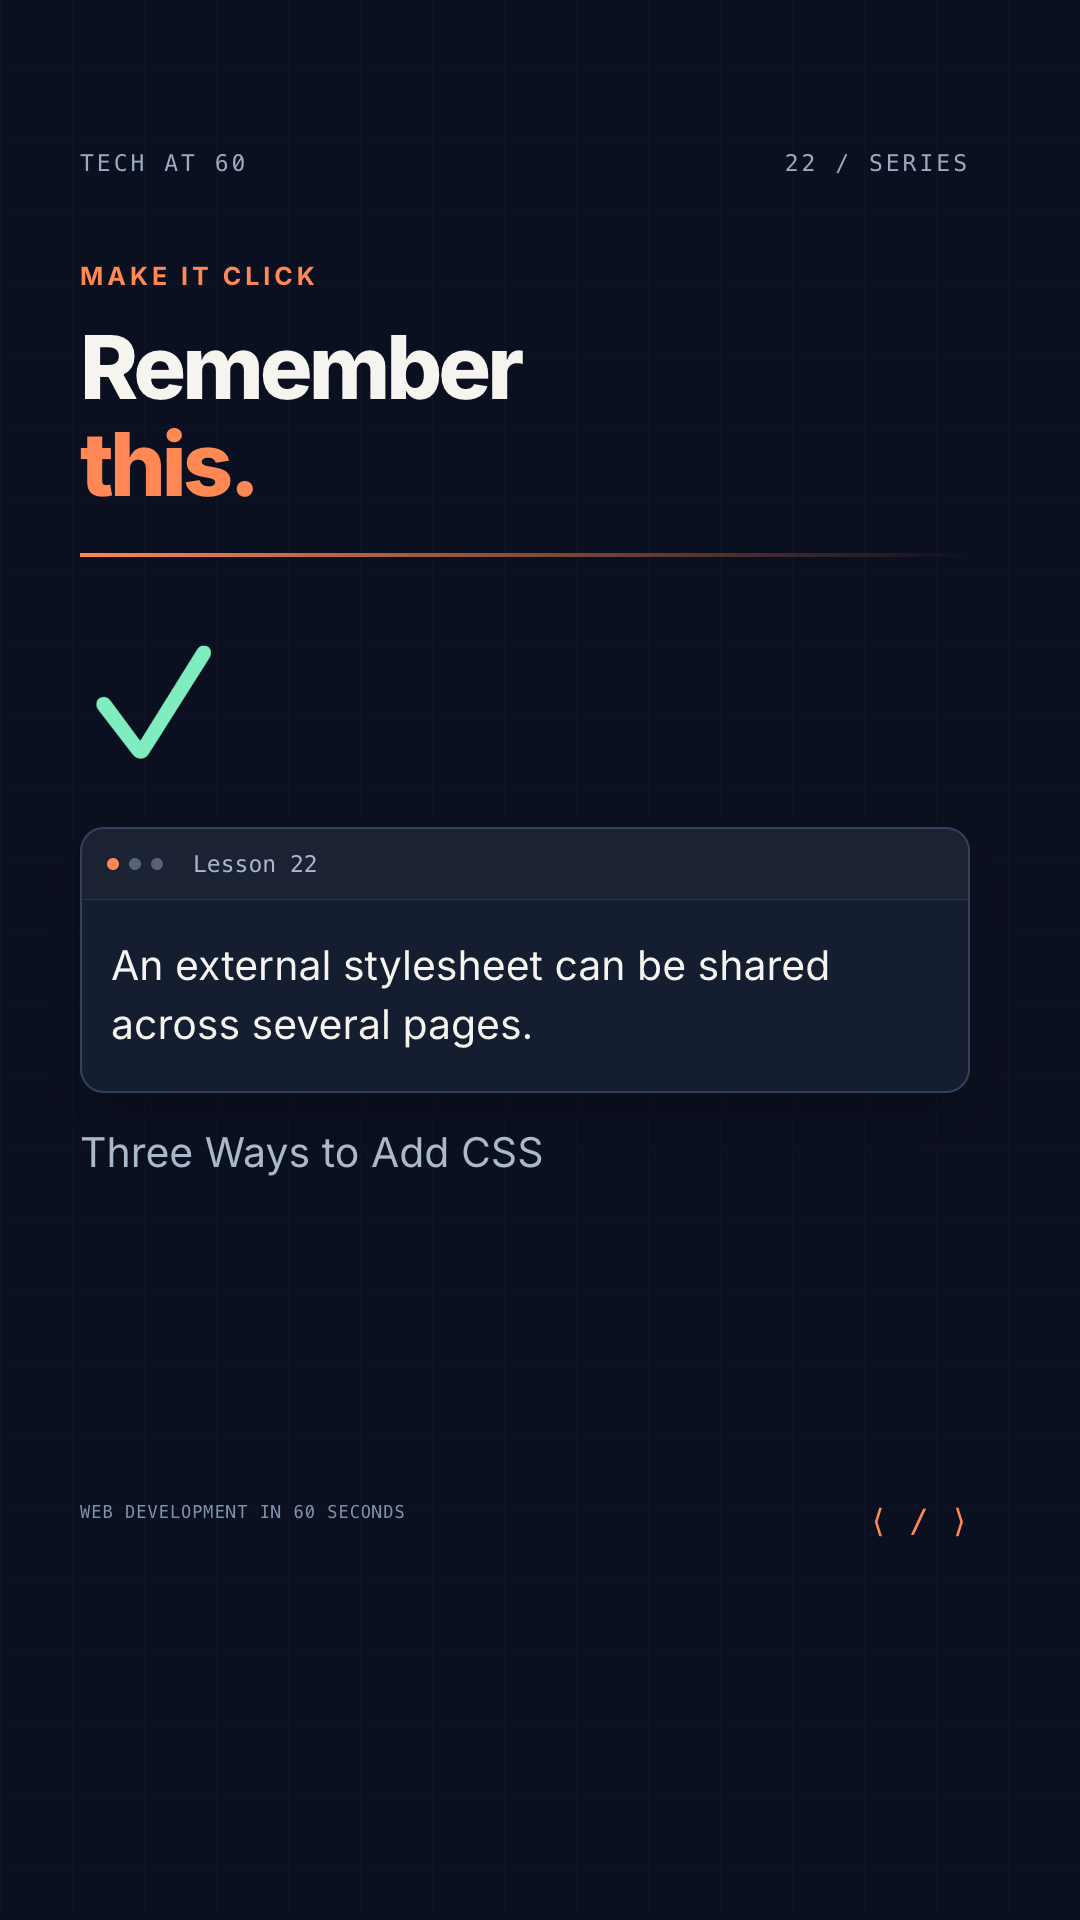 TECH AT 60
22 / SERIES
MAKE IT CLICK
Remember
this.
Lesson 22
An external stylesheet can be shared
across several pages.
Three Ways to Add CSS
WEB DEVELOPMENT IN 60 SECONDS
⟨ / ⟩